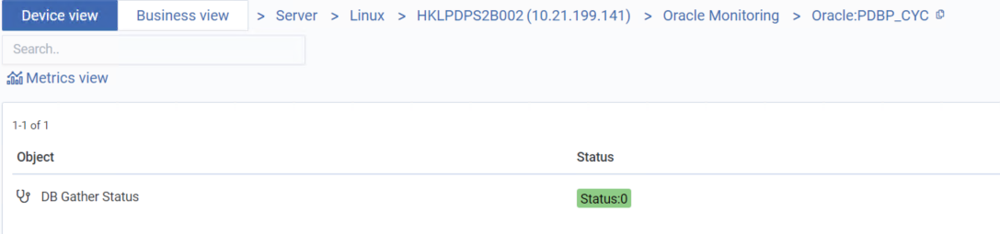 Device view Business view > Server > Linux > HKLPDPS2B002 (10.21.199.141) > Oracle Monitoring > Oracle:PDBP_CYC
Search..
Metrics view
1-1 of 1
Object Status
DB Gather Status Status:0